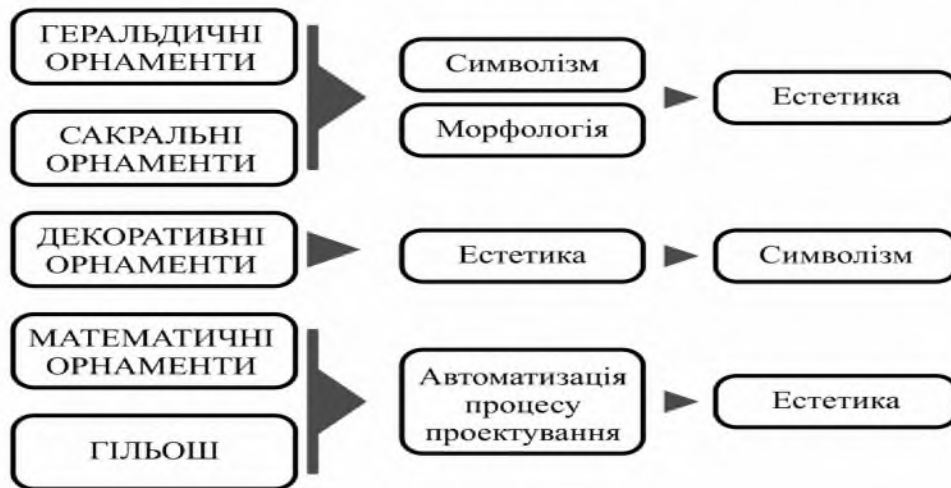 ГЕРАЛЬДИЧНІ
ОРНАМЕНТИ
САКРАЛЬНІ
ОРНАМЕНТИ
Символізм
Морфологія
Естетика
ДЕКОРАТИВНІ
ОРНАМЕНТИ
Естетика
Символізм
МАТЕМАТИЧНІ
ОРНАМЕНТИ
ГІЛЬОШ
Автоматизація
процесу
проектування
Естетика